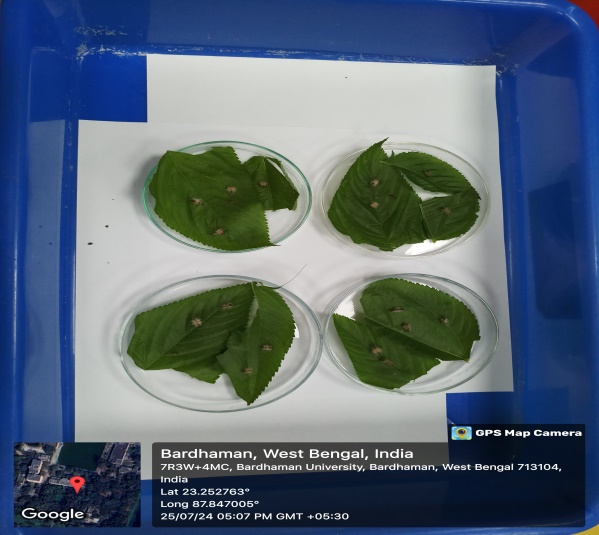 GPS Map Camera
Bardhaman, West Bengal, India
7R3W+4MC, Bardhaman University, Bardhaman, West Bengal 713104,
India
Lat 23.252763°
Long 87.847005°
25/07/24 05:07 PM GMT +05:30
Google